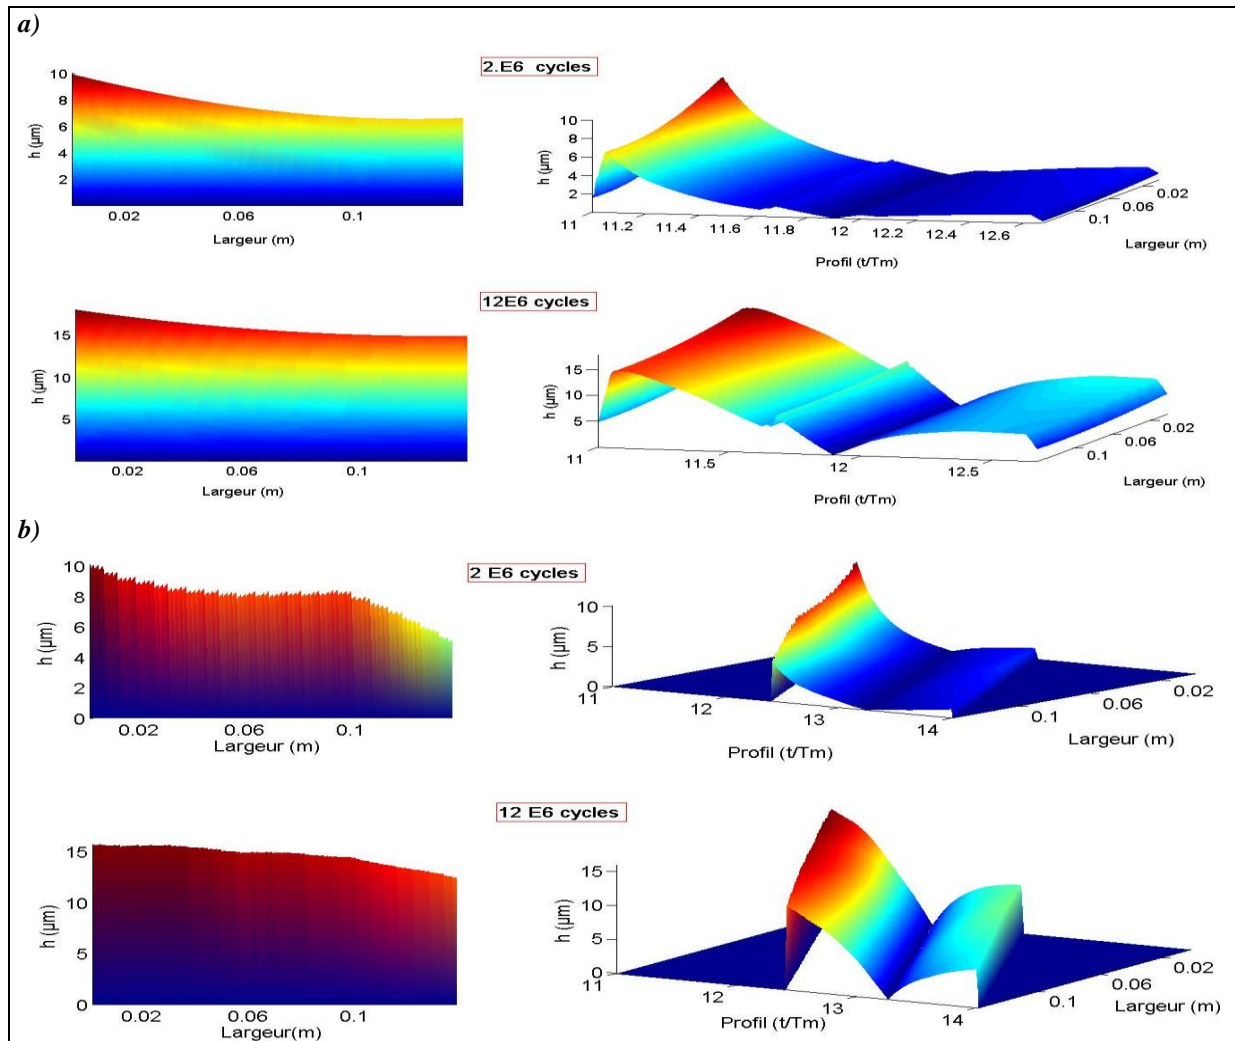 a)
2.E6 cycles
10
8
6
4
2
h (µm)
0.02 0.06 0.1
Largeur (m)
10
8
6
4
2
h (µm)
11 11.2 11.4 11.6 11.8 12 12.2 12.4 12.6
Profil (t/Tm)
0.1 0.06 0.02
Largeur (m)
12E6 cycles
15
10
5
h (µm)
0.02 0.06 0.1
Largeur (m)
15
10
5
h (µm)
11 11.5 12 12.5
Profil (t/Tm)
0.1 0.06 0.02
Largeur (m)
b)
2 E6 cycles
10
8
6
4
2
0
h (µm)
0.02 0.06 0.1
Largeur (m)
10
5
0
h (µm)
11 12 13 14
Profil (t/Tm)
0.1 0.06 0.02
Largeur (m)
12 E6 cycles
15
10
5
0
h (µm)
0.02 0.06 0.1
Largeur(m)
15
10
5
0
h (µm)
11 12 13 14
Profil (t/Tm)
0.1 0.06 0.02
Largeur (m)